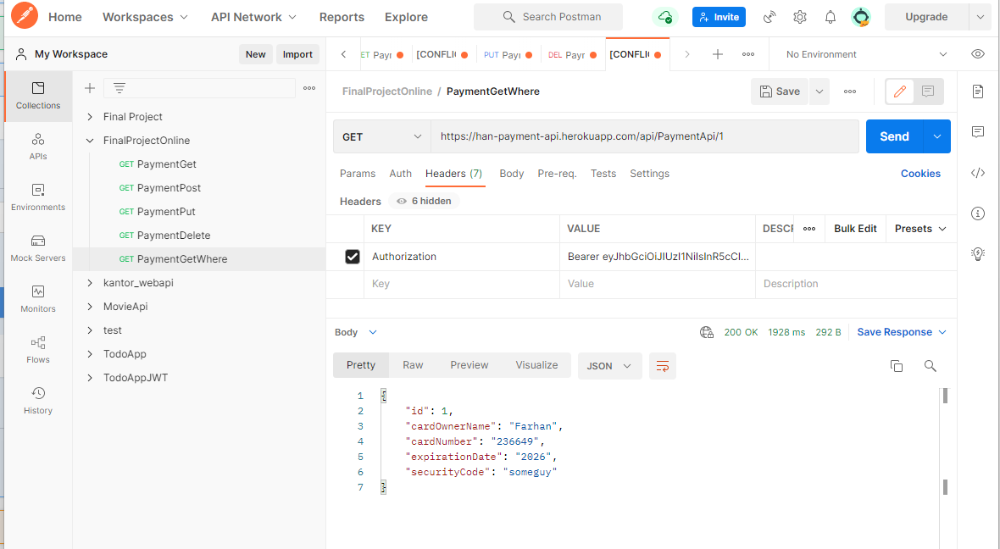 Home Workspaces API Network Reports Explore Search Postman Invite Upgrade
My Workspace New Import
ET Payı [CONFLI PUT Payı DEL Payr [CONFLI No Environment
Collections
APIs
Environments
Mock Servers
Monitors
Flows
History
Final Project
FinalProjectOnline
GET PaymentGet
GET PaymentPost
GET PaymentPut
GET PaymentDelete
GET PaymentGetWhere
kantor_webapi
MovieApi
test
TodoApp
TodoAppJWT
FinalProjectOnline / PaymentGetWhere Save
GET https://han-payment-api.herokuapp.com/api/PaymentApi/1 Send
Params Auth Headers (7) Body Pre-req. Tests Settings Cookies
Headers 6 hidden
KEY VALUE DESCR Bulk Edit Presets
Authorization Bearer eyJhbGciOiJIUzI1NiIsInR5cCI...
Key Value Description
Body 200 OK 1928 ms 292 B Save Response
Pretty Raw Preview Visualize JSON
1 {
2 "id": 1,
3 "cardOwnerName": "Farhan",
4 "cardNumber": "236649",
5 "expirationDate": "2026",
6 "securityCode": "someguy"
7 }